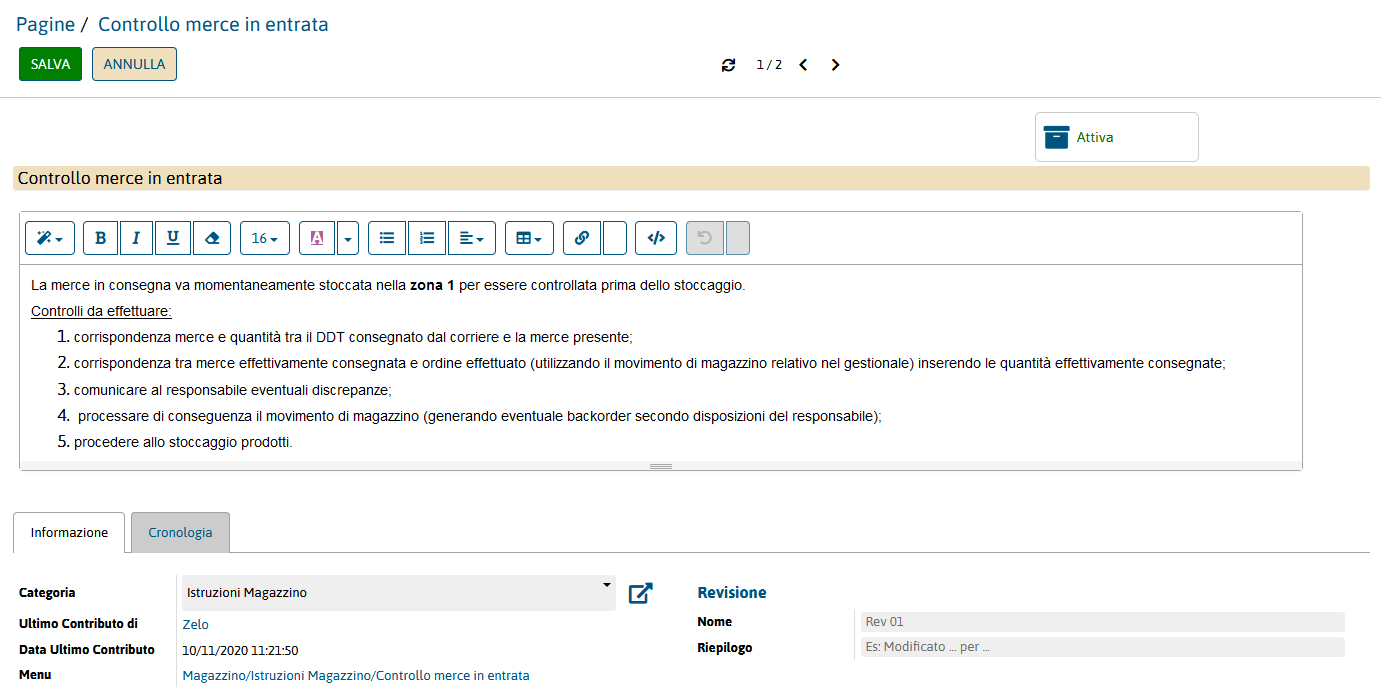 Pagine / Controllo merce in entrata
SALVA ANNULLA 1 / 2
Attiva
Controllo merce in entrata
B I U 16 A
La merce in consegna va momentaneamente stoccata nella zona 1 per essere controllata prima dello stoccaggio.
Controlli da effettuare:
1. corrispondenza merce e quantità tra il DDT consegnato dal corriere e la merce presente;
2. corrispondenza tra merce effettivamente consegnata e ordine effettuato (utilizzando il movimento di magazzino relativo nel gestionale) inserendo le quantità effettivamente consegnate;
3. comunicare al responsabile eventuali discrepanze;
4. processare di conseguenza il movimento di magazzino (generando eventuale backorder secondo disposizioni del responsabile);
5. procedere allo stoccaggio prodotti.
Informazione Cronologia
Categoria Istruzioni Magazzino Revisione
Ultimo Contributo di Zelo Nome Rev 01
Data Ultimo Contributo 10/11/2020 11:21:50 Riepilogo Es: Modificato ... per ...
Menu Magazzino/Istruzioni Magazzino/Controllo merce in entrata